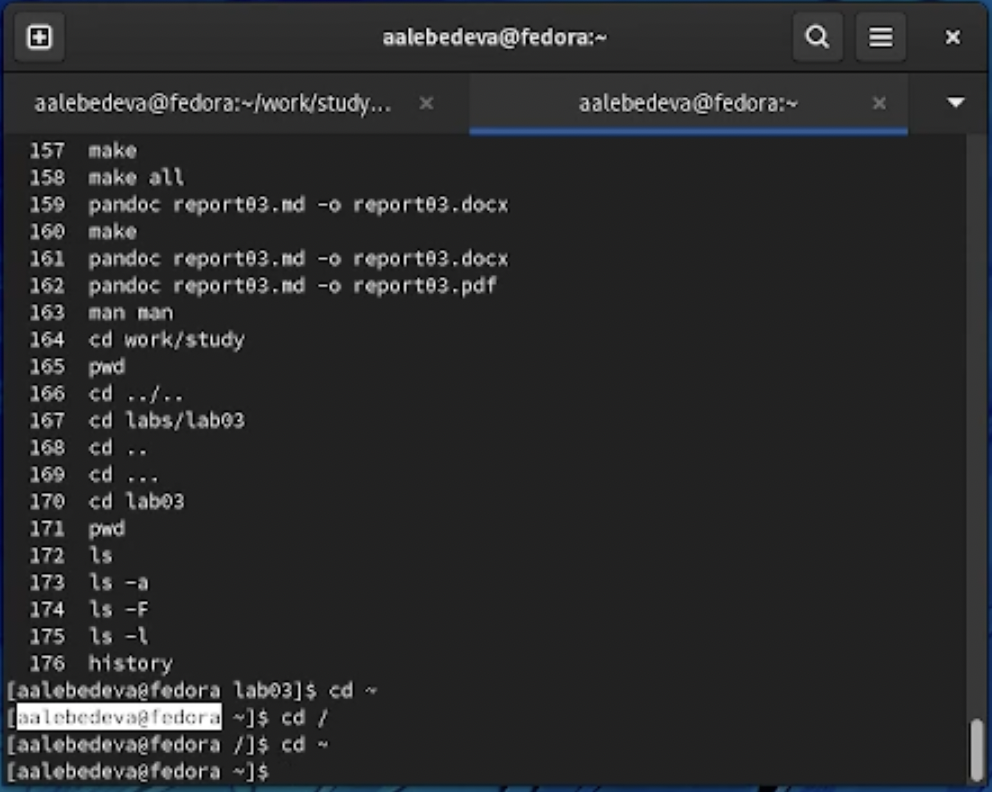 aalebedeva@fedora:~
aalebedeva@fedora:~/work/study...
aalebedeva@fedora:~
157 make
158 make all
159 pandoc report03.md -o report03.docx
160 make
161 pandoc report03.md -o report03.docx
162 pandoc report03.md -o report03.pdf
163 man man
164 cd work/study
165 pwd
166 cd ../..
167 cd labs/lab03
168 cd ..
169 cd ...
170 cd lab03
171 pwd
172 ls
173 ls -a
174 ls -F
175 ls -l
176 history
[aalebedeva@fedora lab03]$ cd ~
[aalebedeva@fedora ~]$ cd /
[aalebedeva@fedora /]$ cd ~
[aalebedeva@fedora ~]$